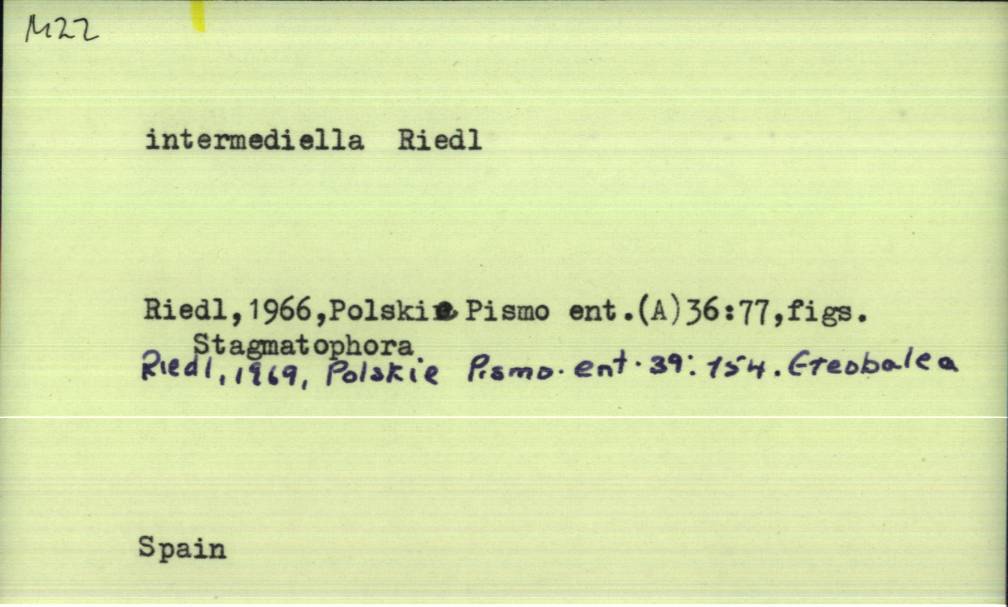 M22
intermediella Riedl
Riedl,1966,Polskie Pismo ent.(A)36:77,figs.
Stagmatophora.
Riedl, 1969, Polskie Pismo. ent. 39: 154. Ereobalea
Spain